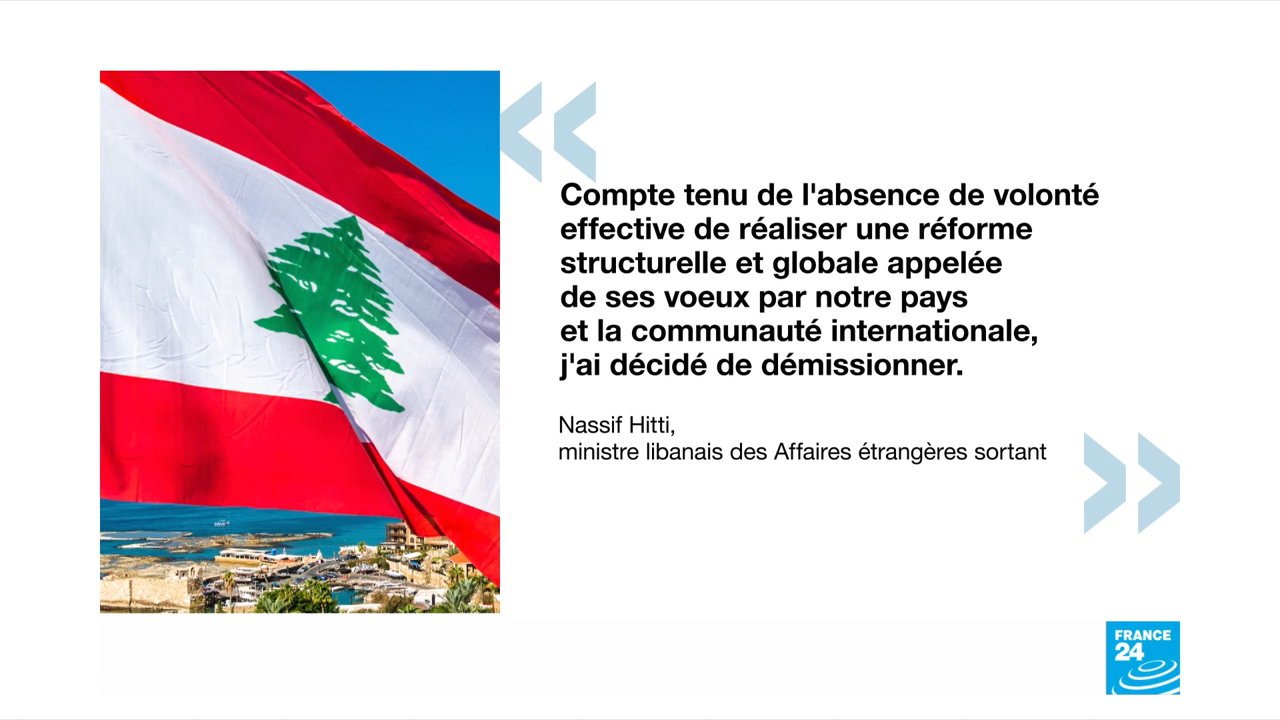 Compte tenu de l'absence de volonté
effective de réaliser une réforme
structurelle et globale appelée
de ses voeux par notre pays
et la communauté internationale,
j'ai décidé de démissionner.
Nassif Hitti,
ministre libanais des Affaires étrangères sortant
FRANCE
24